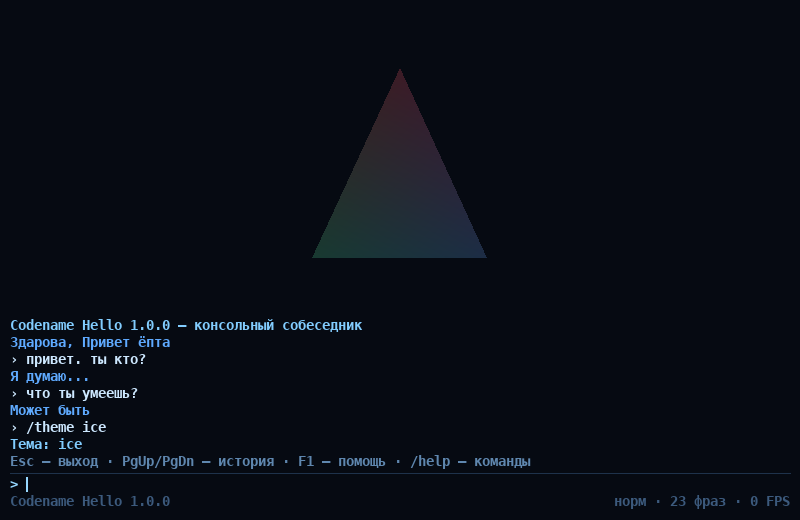 Codename Hello 1.0.0 — консольный собеседник
Здарова, Привет ёпта
› привет. ты кто?
Я думаю...
› что ты умеешь?
Может быть
› /theme ice
Тема: ice
Esc — выход · PgUp/PgDn — история · F1 — помощь · /help — команды
>
Codename Hello 1.0.0 норм · 23 фраз · 0 FPS